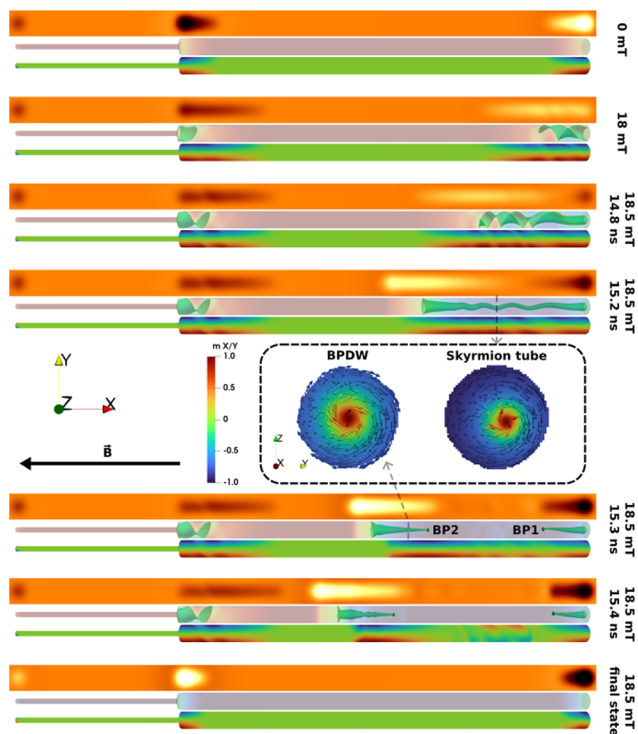 0 mT
18 mT
18.5 mT
14.8 ns
18.5 mT
15.2 ns
Y
Z
X
B
m X/Y
1.0
0.5
0
-0.5
-1.0
BPDW
Skyrmion tube
Z
X
Y
18.5 mT
15.3 ns
BP2
BP1
18.5 mT
15.4 ns
18.5 mT
final state